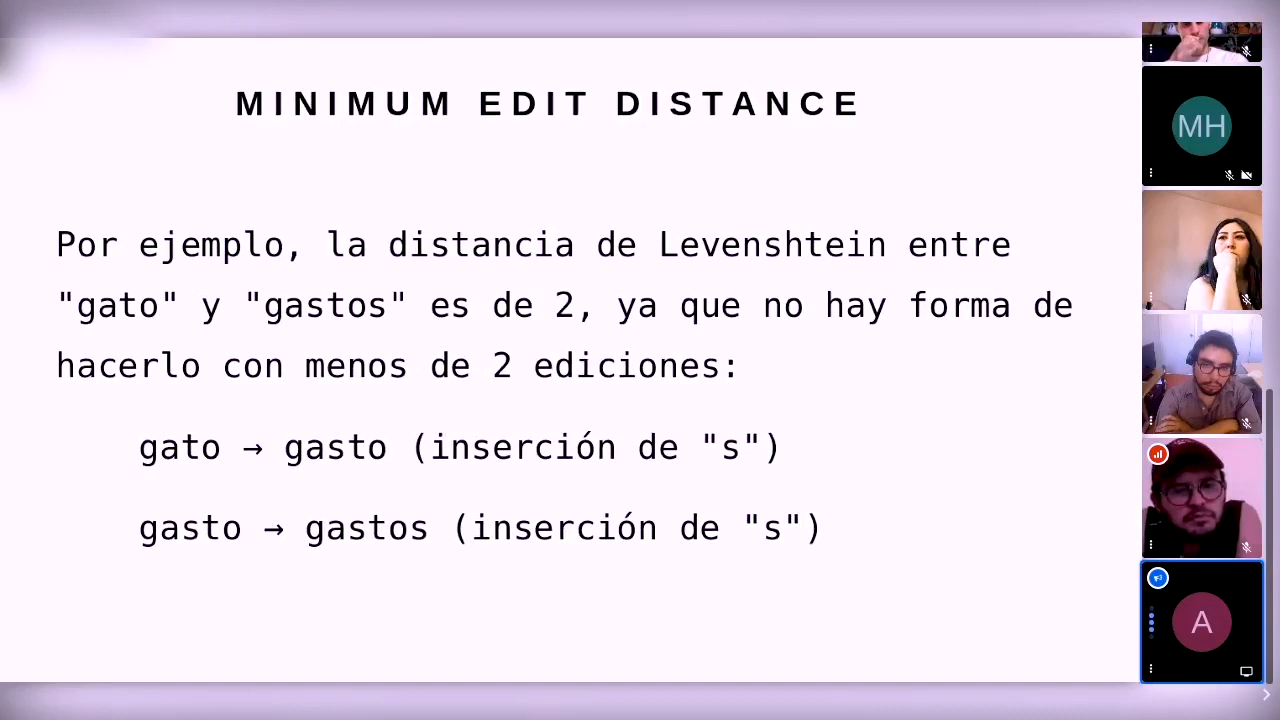 MINIMUM EDIT DISTANCE
Por ejemplo, la distancia de Levenshtein entre
"gato" y "gastos" es de 2, ya que no hay forma de
hacerlo con menos de 2 ediciones:
gato → gasto (inserción de "s")
gasto → gastos (inserción de "s")
MH
A